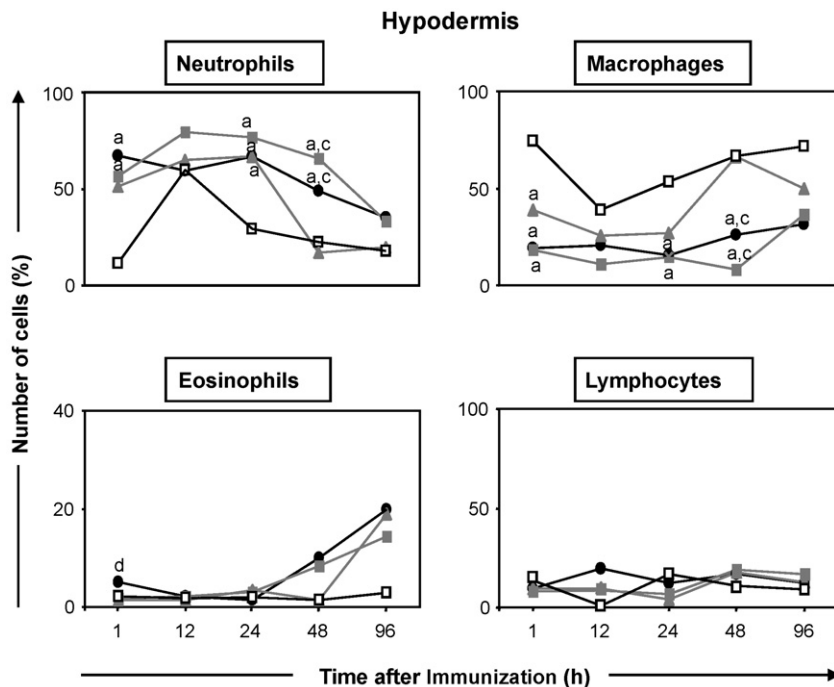 Hypodermis
Neutrophils
Macrophages
100
50
0
a
a
a
a
a
a,c
a,c
100
50
0
a
a
a
a
a
a,c
a,c
Eosinophils
Lymphocytes
40
20
0
d
1 12 24 48 96
100
50
0
1 12 24 48 96
Number of cells (%)
Time after Immunization (h)